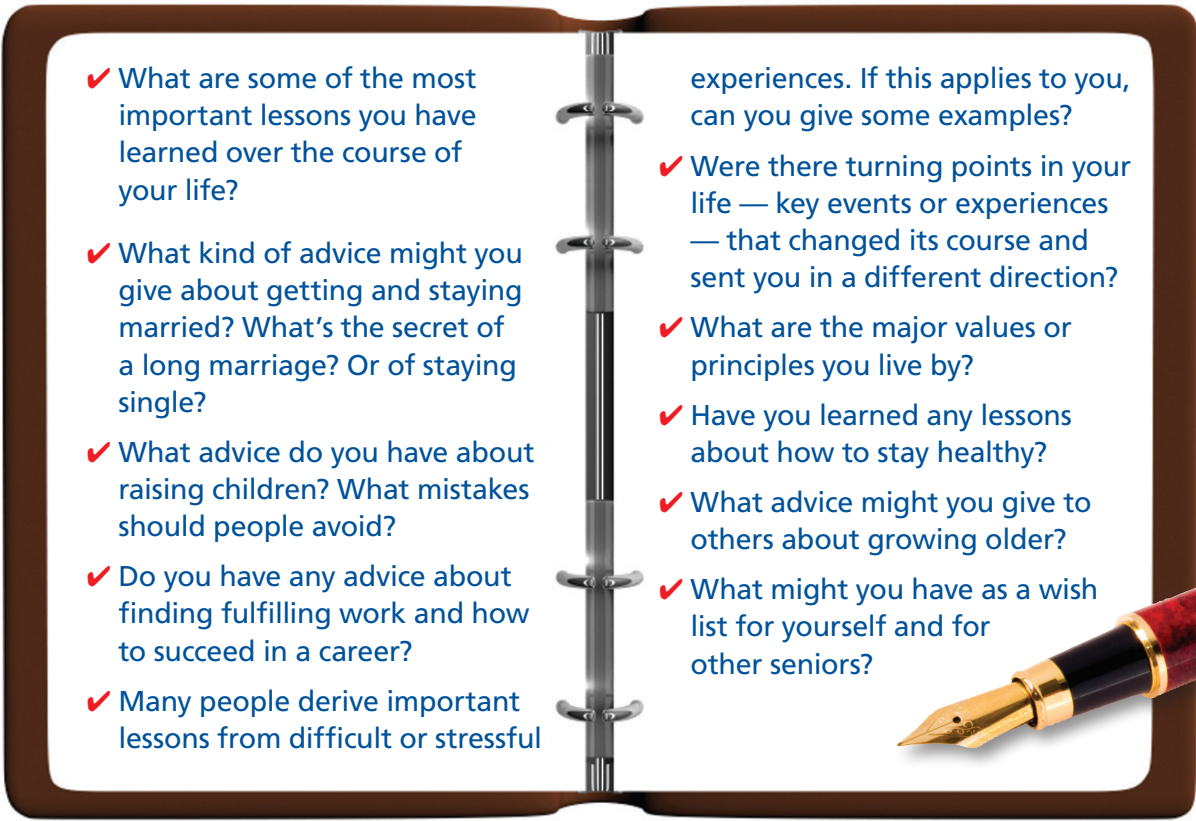 ✔ What are some of the most
important lessons you have
learned over the course of
your life?
✔ What kind of advice might you
give about getting and staying
married? What’s the secret of
a long marriage? Or of staying
single?
✔ What advice do you have about
raising children? What mistakes
should people avoid?
✔ Do you have any advice about
finding fulfilling work and how
to succeed in a career?
✔ Many people derive important
lessons from difficult or stressful
experiences. If this applies to you,
can you give some examples?
✔ Were there turning points in your
life — key events or experiences
— that changed its course and
sent you in a different direction?
✔ What are the major values or
principles you live by?
✔ Have you learned any lessons
about how to stay healthy?
✔ What advice might you give to
others about growing older?
✔ What might you have as a wish
list for yourself and for
other seniors?